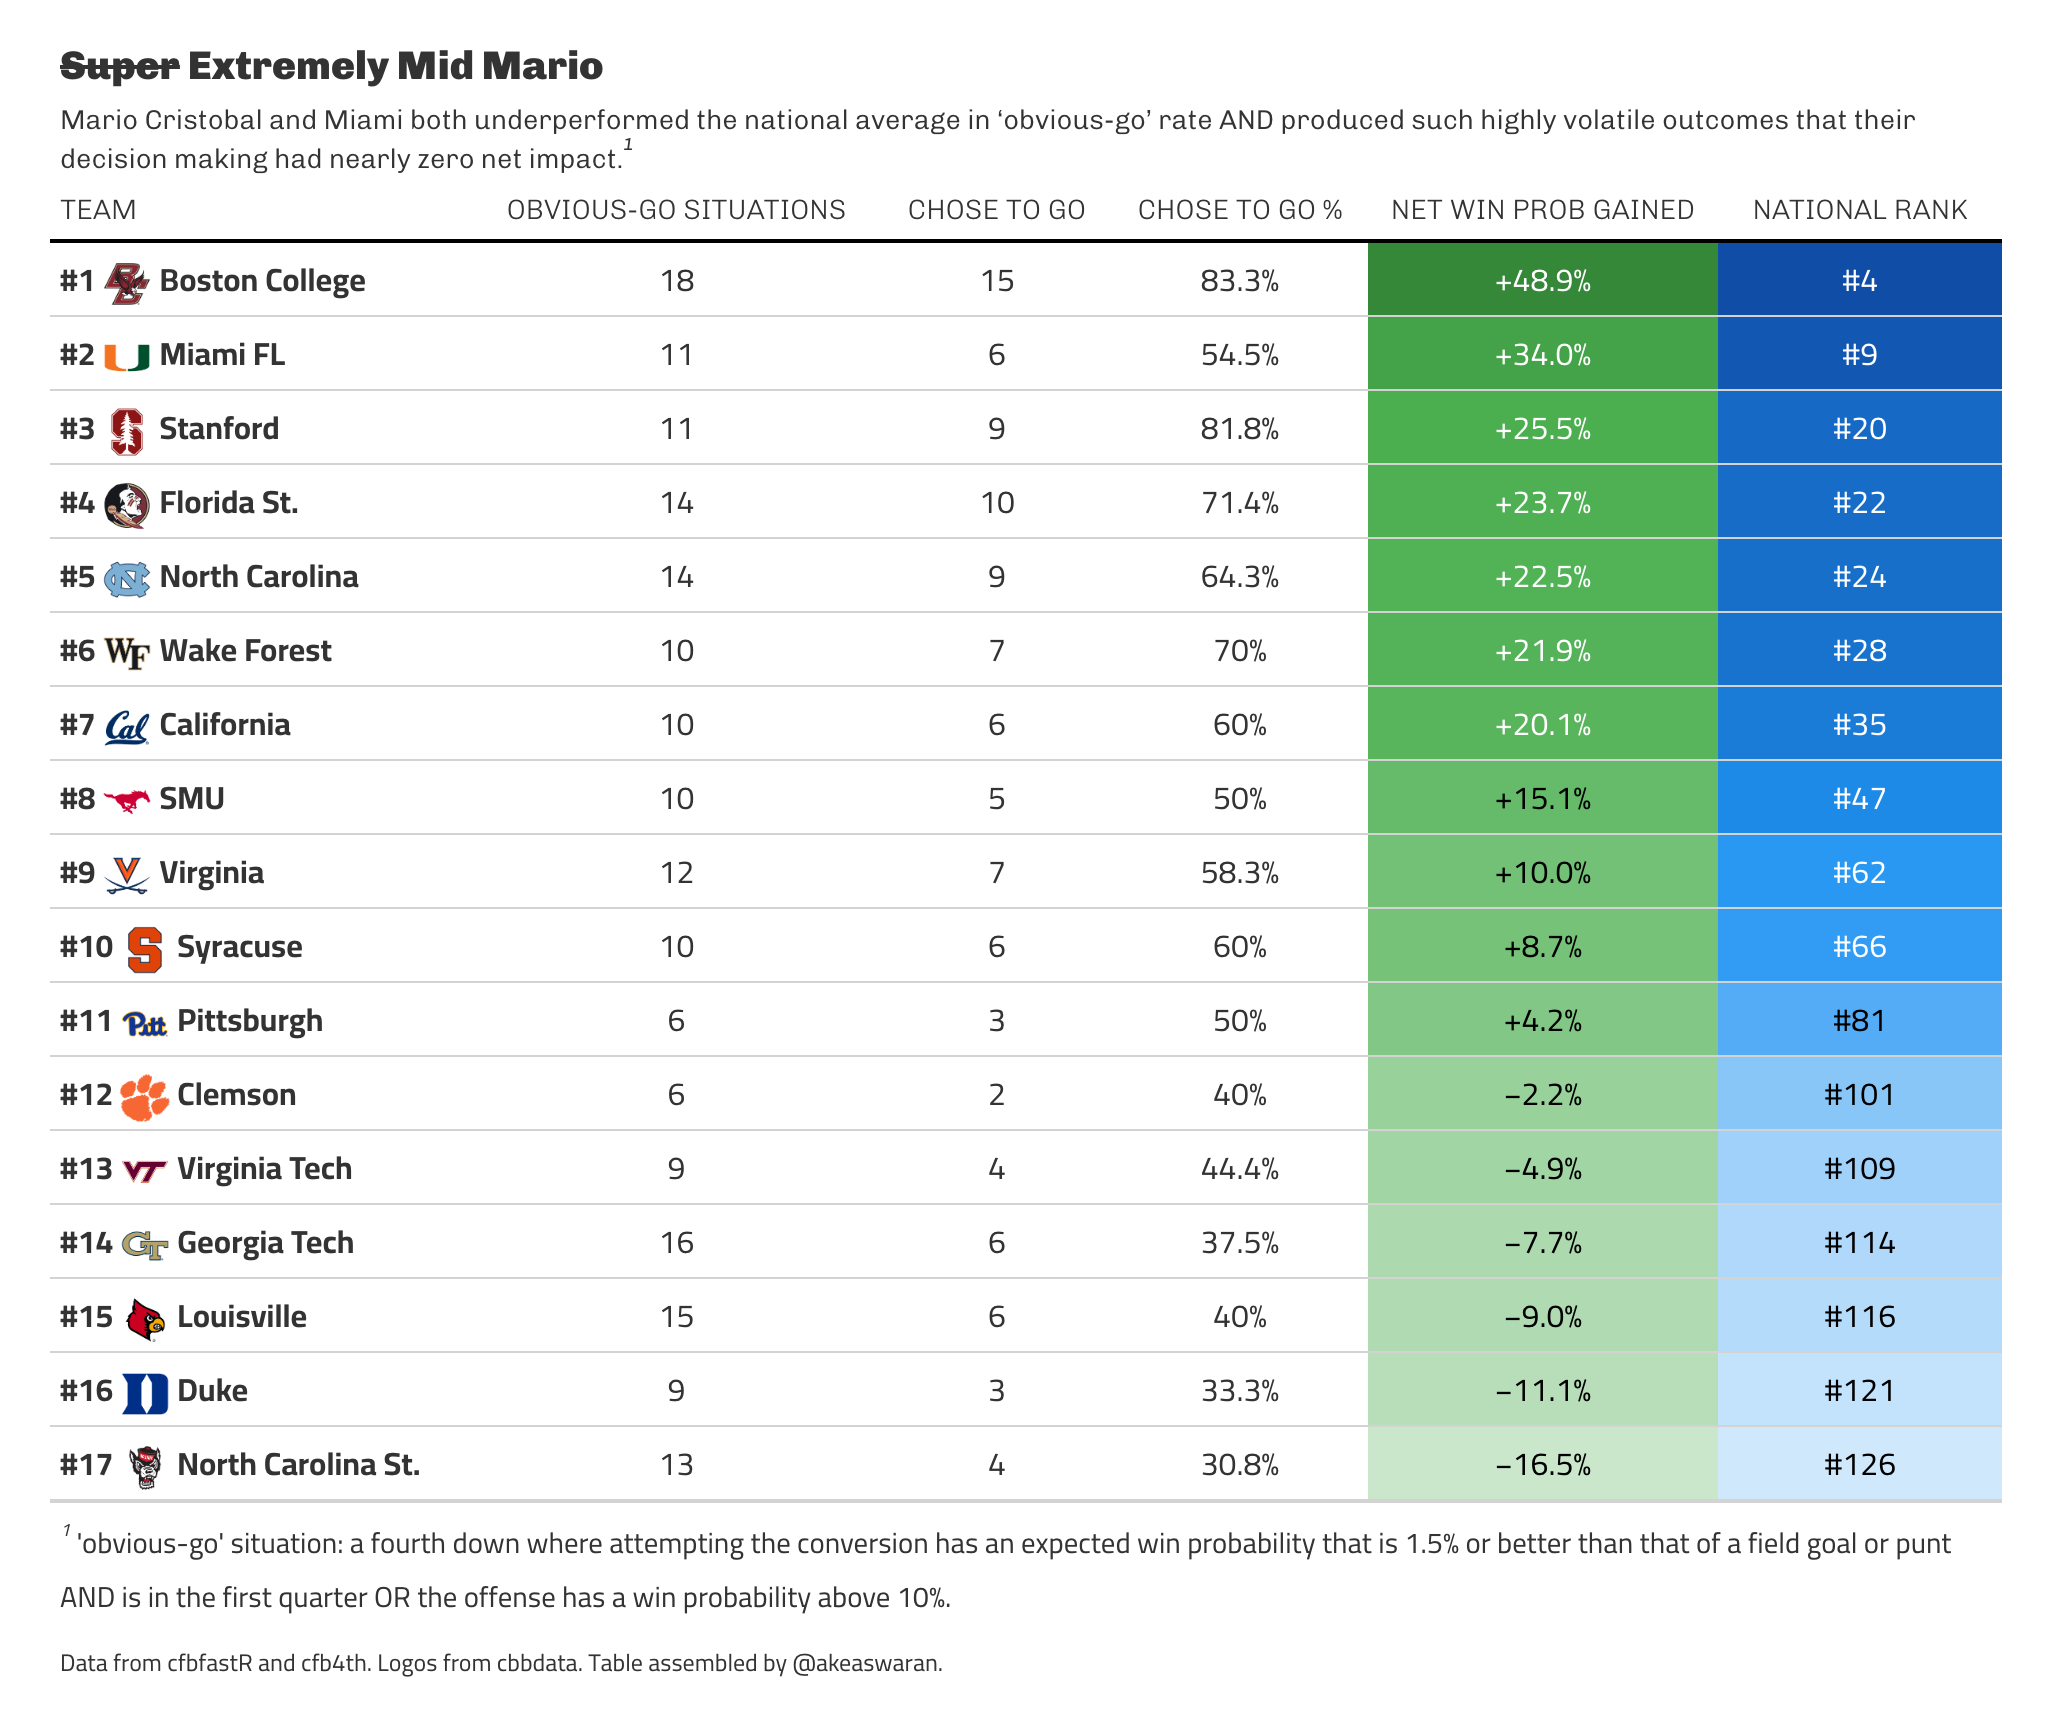 Super Extremely Mid Mario
Mario Cristobal and Miami both underperformed the national average in ‘obvious-go’ rate AND produced such highly volatile outcomes that their
decision making had nearly zero net impact.1
TEAM OBVIOUS-GO SITUATIONS CHOSE TO GO CHOSE TO GO % NET WIN PROB GAINED NATIONAL RANK
#1 Boston College 18 15 83.3% +48.9% #4
#2 Miami FL 11 6 54.5% +34.0% #9
#3 Stanford 11 9 81.8% +25.5% #20
#4 Florida St. 14 10 71.4% +23.7% #22
#5 North Carolina 14 9 64.3% +22.5% #24
#6 WF Wake Forest 10 7 70% +21.9% #28
#7 Cal California 10 6 60% +20.1% #35
#8 SMU 10 5 50% +15.1% #47
#9 Virginia 12 7 58.3% +10.0% #62
#10 Syracuse 10 6 60% +8.7% #66
#11 Pitt Pittsburgh 6 3 50% +4.2% #81
#12 Clemson 6 2 40% −2.2% #101
#13 Virginia Tech 9 4 44.4% −4.9% #109
#14 GT Georgia Tech 16 6 37.5% −7.7% #114
#15 Louisville 15 6 40% −9.0% #116
#16 Duke 9 3 33.3% −11.1% #121
#17 North Carolina St. 13 4 30.8% −16.5% #126
1 'obvious-go' situation: a fourth down where attempting the conversion has an expected win probability that is 1.5% or better than that of a field goal or punt
AND is in the first quarter OR the offense has a win probability above 10%.
Data from cfbfastR and cfb4th. Logos from cbbdata. Table assembled by @akeaswaran.